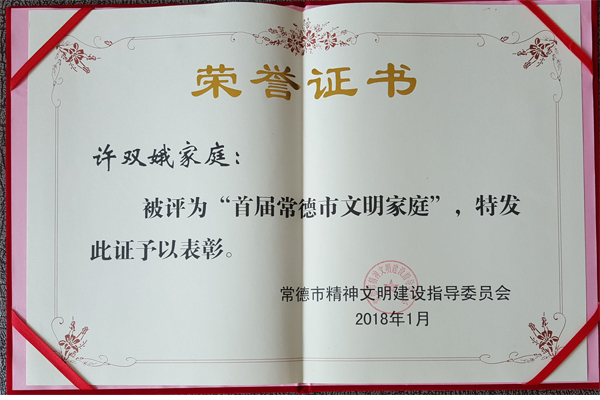 荣誉证书
许双娥家庭：
被评为“首届常德市文明家庭”，特发
此证予以表彰。
常德市精神文明建设指导委员会
2018年1月